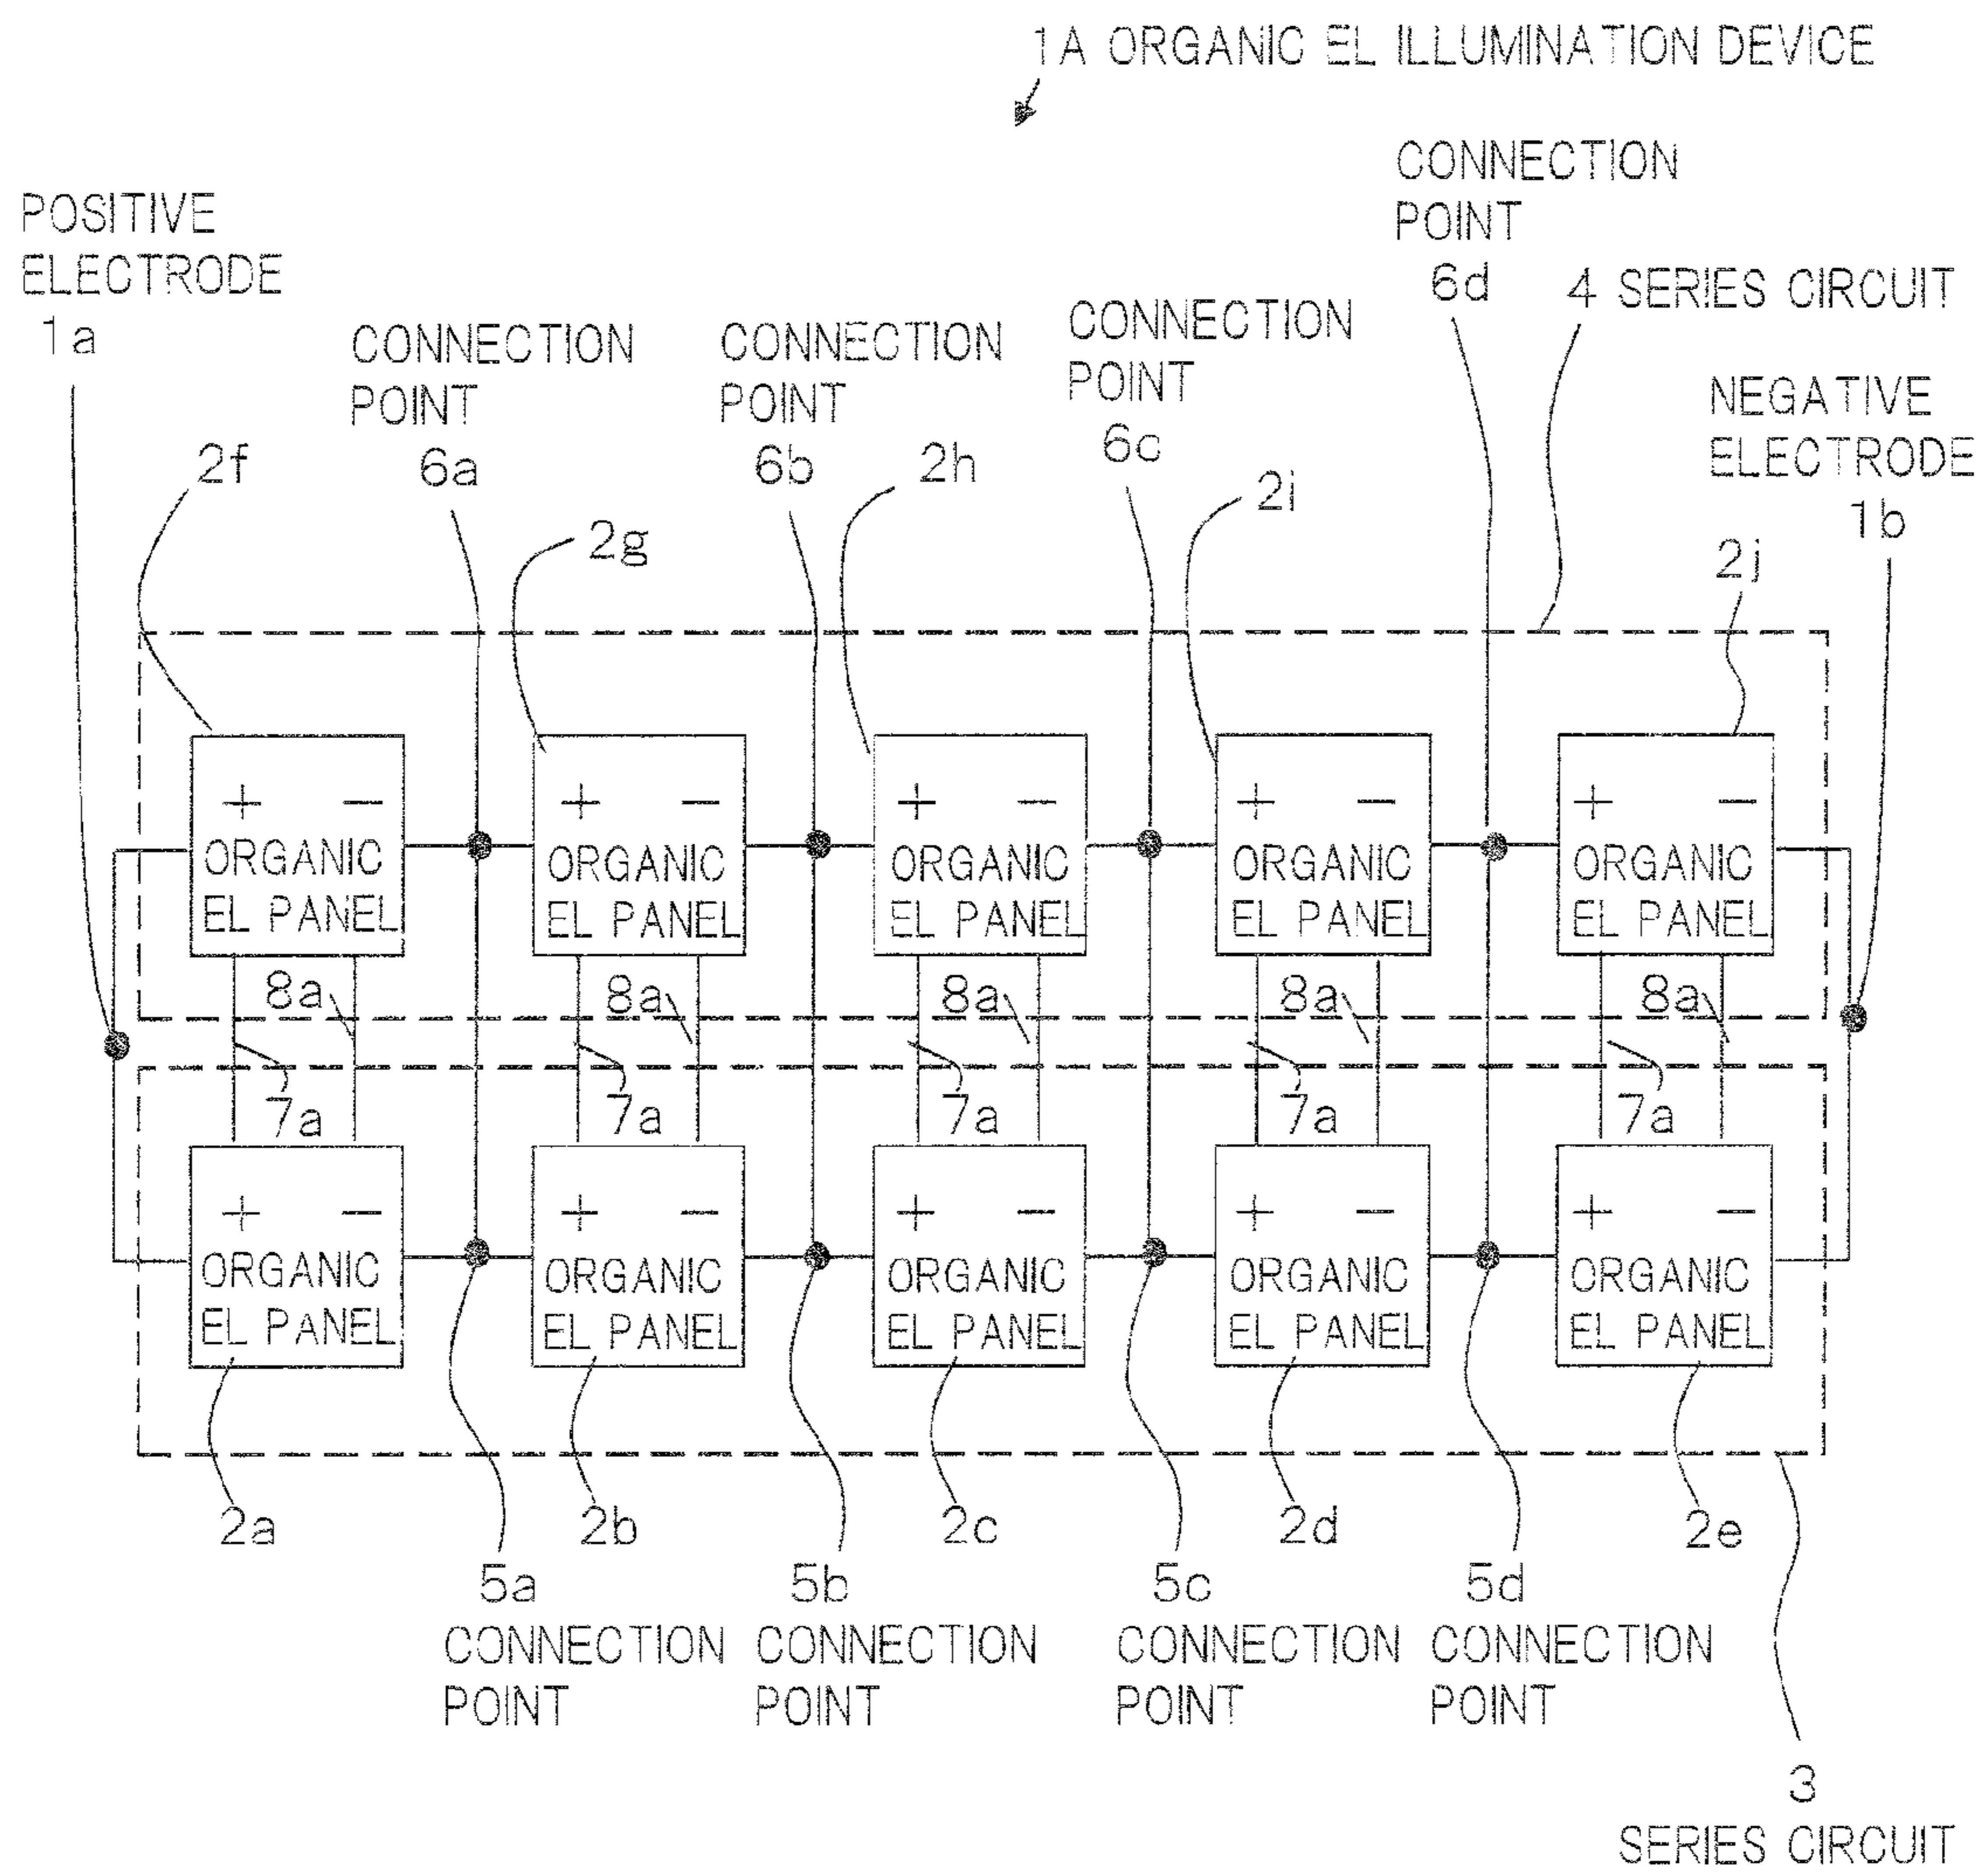 1A ORGANIC EL ILLUMINATION DEVICE
CONNECTION
POINT
6d
4 SERIES CIRCUIT
POSITIVE
ELECTRODE
1a
CONNECTION
POINT
6a
CONNECTION
POINT
6b
CONNECTION
POINT
6c
NEGATIVE
ELECTRODE
1b
2f
2g
2h
2i
2j
+ −
ORGANIC
EL PANEL
+ −
ORGANIC
EL PANEL
+ −
ORGANIC
EL PANEL
+ −
ORGANIC
EL PANEL
+ −
ORGANIC
EL PANEL
8a
8a
8a
8a
8a
7a
7a
7a
7a
7a
+ −
ORGANIC
EL PANEL
+ −
ORGANIC
EL PANEL
+ −
ORGANIC
EL PANEL
+ −
ORGANIC
EL PANEL
+ −
ORGANIC
EL PANEL
2a
2b
2c
2d
2e
5a
CONNECTION
POINT
5b
CONNECTION
POINT
5c
CONNECTION
POINT
5d
CONNECTION
POINT
3
SERIES CIRCUIT